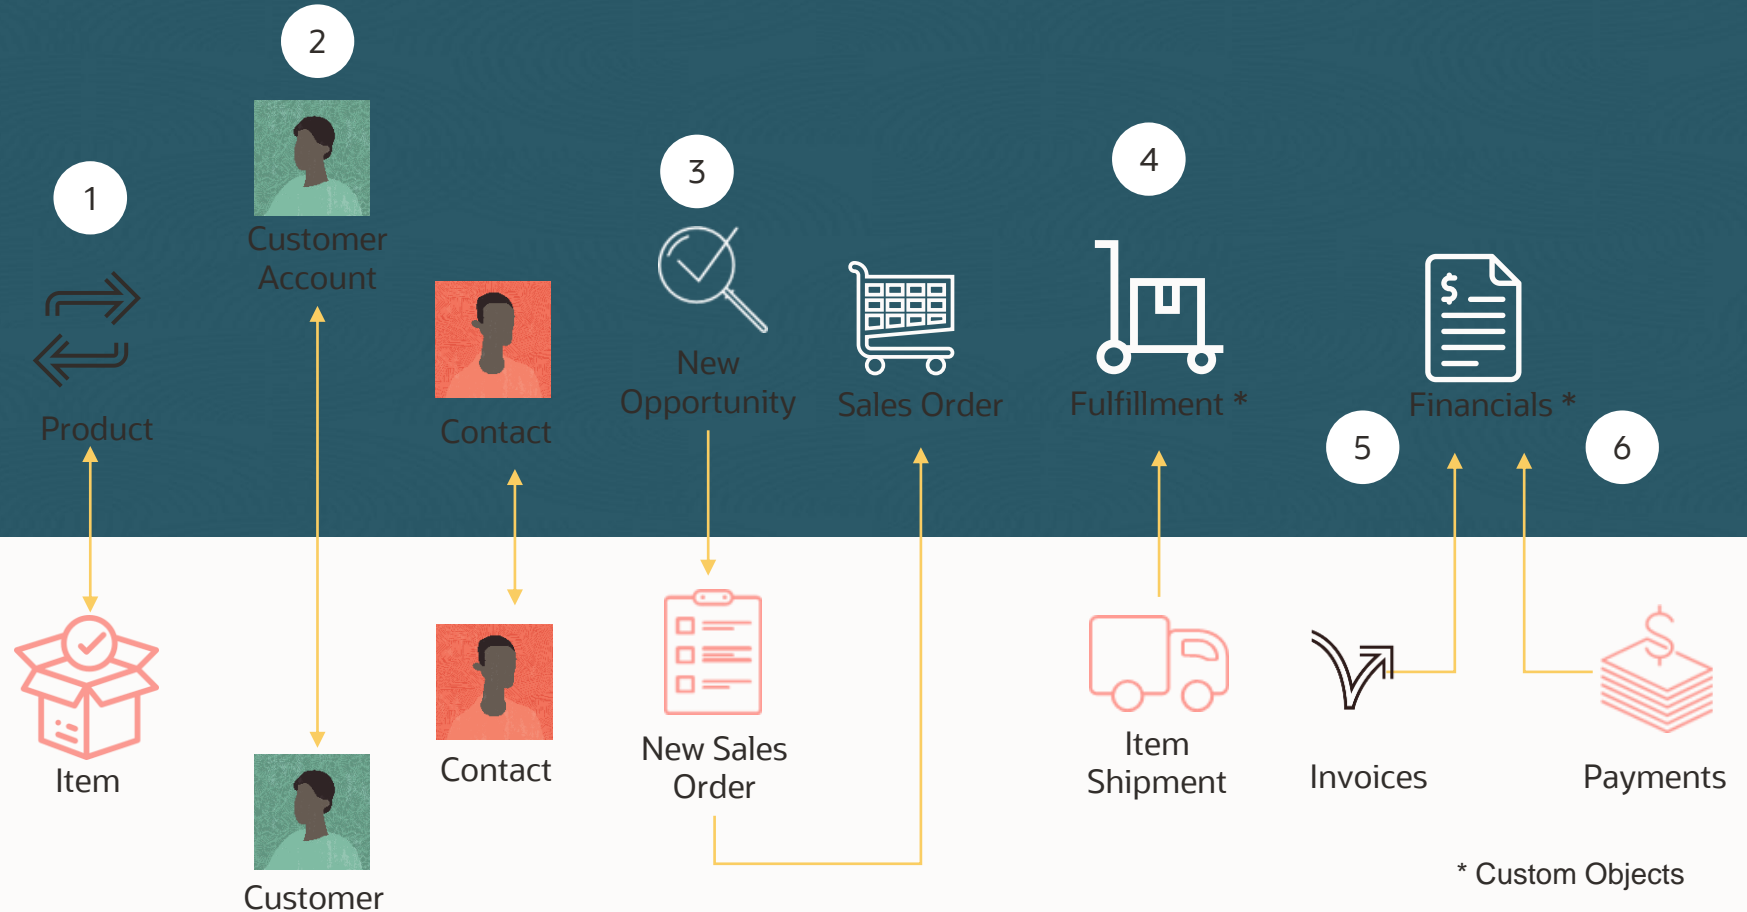 2
1
3
4
Customer
Account
New
Opportunity
Product
Contact
Sales Order
Fulfillment *
Financials *
5
6
Item
Contact
New Sales
Order
Item
Shipment
Invoices
Payments
Customer
* Custom Objects